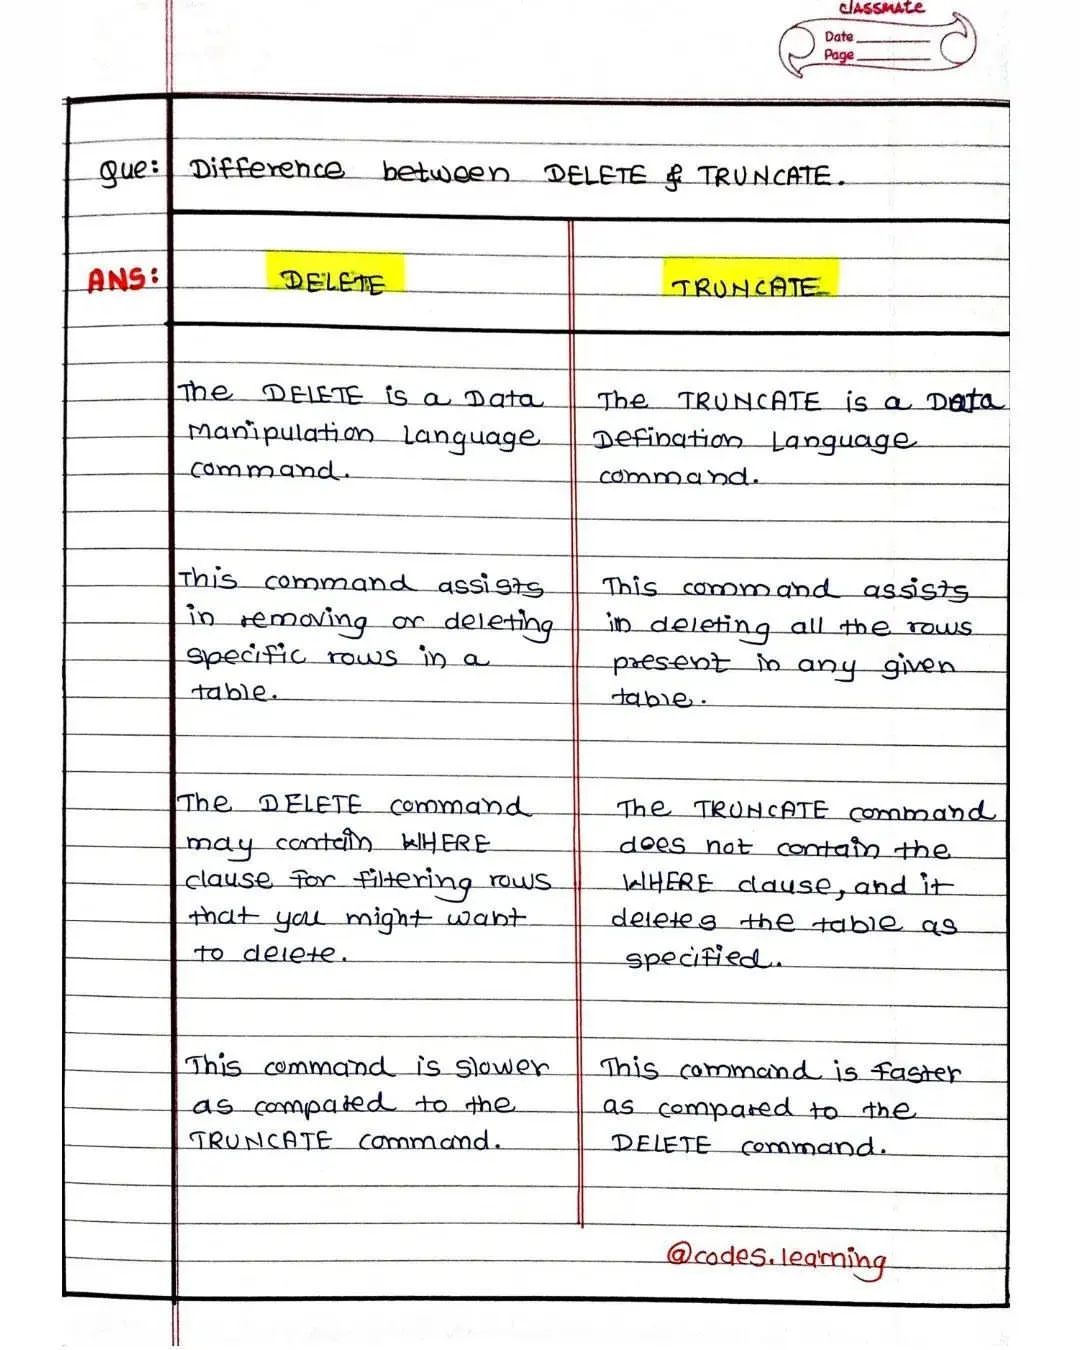 classmate
Date
Page
Que: Difference between DELETE & TRUNCATE.
ANS:
DELETE
TRUNCATE
The DELETE is a Data
Manipulation Language
command.
The TRUNCATE is a Data
Defination Language
command.
This command assists
in removing or deleting
specific rows in a
table.
This command assists
in deleting all the rows
present in any given
table.
The DELETE command
may contain WHERE
clause for filtering rows
that you might want
to delete.
The TRUNCATE command
does not contain the
WHERE clause, and it
deletes the table as
specified.
This command is slower
as compared to the
TRUNCATE command.
This command is faster
as compared to the
DELETE command.
@codes.learning